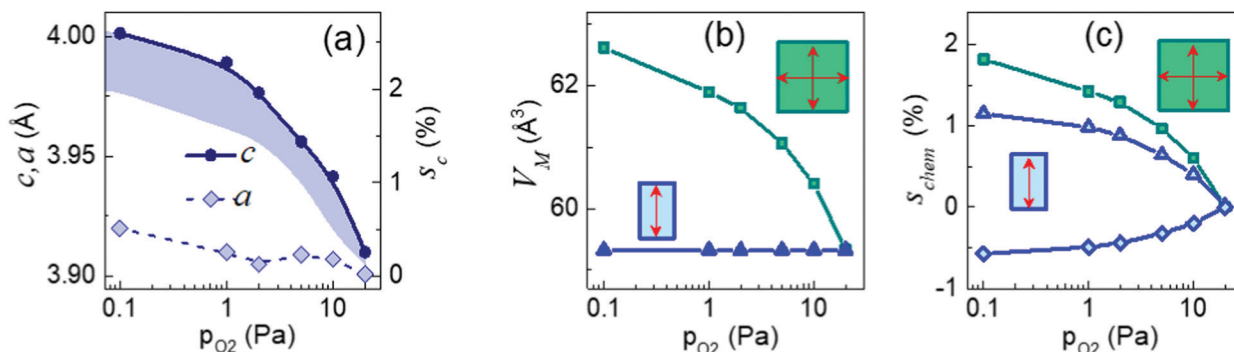 (a)
4.00
3.95
3.90
c, a (Å)
2
1
0
s_c (%)
c
a
0.1
1
10
p_O2 (Pa)
(b)
62
60
V_M (Å³)
0.1
1
10
p_O2 (Pa)
(c)
2
1
0
-1
s_chem (%)
0.1
1
10
p_O2 (Pa)